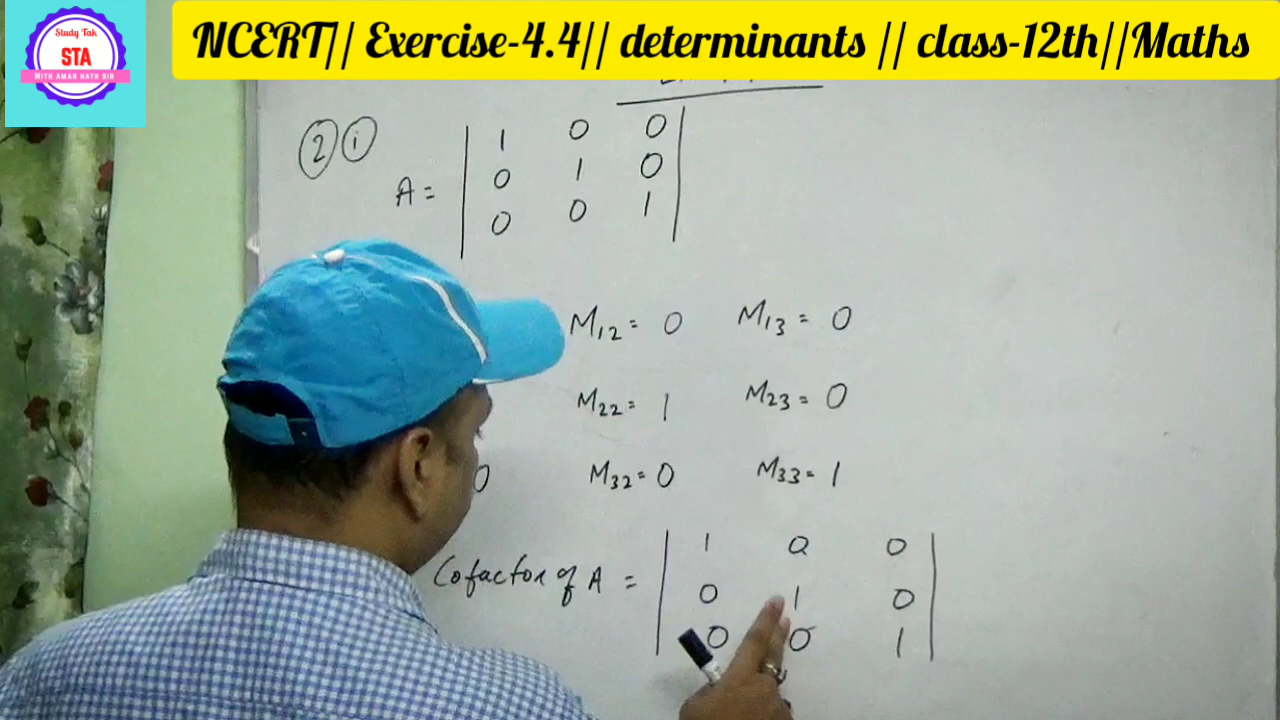 Study Tak
STA
WITH AMAR NATH SIR
NCERT// Exercise-4.4// determinants // class-12th//Maths
2 1
A = | 1 0 0 |
| 0 1 0 |
| 0 0 1 |
M12 = 0 M13 = 0
M22 = 1 M23 = 0
0 M32 = 0 M33 = 1
Cofactor of A = | 1 0 0 |
| 0 1 0 |
| 0 0 1 |